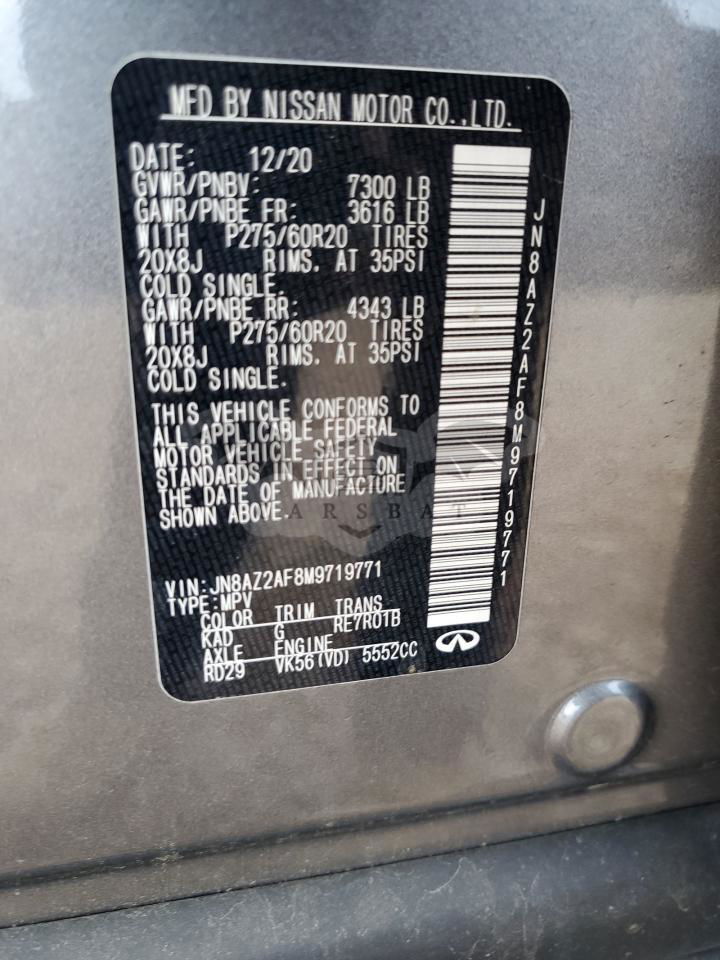 MFD BY NISSAN MOTOR CO.,LTD.
DATE: 12/20
GVWR/PNBV: 7300 LB
GAWR/PNBE FR: 3616 LB
WITH P275/60R20 TIRES
20X8J RIMS. AT 35PSI
COLD SINGLE.
GAWR/PNBE RR: 4343 LB
WITH P275/60R20 TIRES
20X8J RIMS. AT 35PSI
COLD SINGLE.
THIS VEHICLE CONFORMS TO
ALL APPLICABLE FEDERAL
MOTOR VEHICLE SAFETY
STANDARDS IN EFFECT ON
THE DATE OF MANUFACTURE
SHOWN ABOVE.
VIN:JN8AZ2AF8M9719771
TYPE:MPV
COLOR TRIM TRANS
KAD G RE7R01B
AXLE ENGINE
RD29 VK56(VD) 5552CC
JN8AZ2AF8M9719771